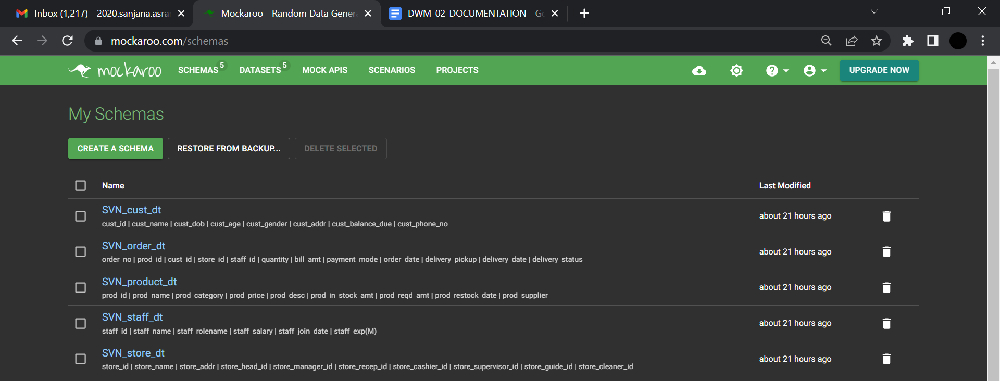 Inbox (1,217) - 2020.sanjana.asra
Mockaroo - Random Data Genera
DWM_02_DOCUMENTATION - Go
mockaroo.com/schemas
mockaroo
SCHEMAS 5
DATASETS 5
MOCK APIS
SCENARIOS
PROJECTS
UPGRADE NOW
My Schemas
CREATE A SCHEMA
RESTORE FROM BACKUP...
DELETE SELECTED
Name
Last Modified
SVN_cust_dt
cust_id | cust_name | cust_dob | cust_age | cust_gender | cust_addr | cust_balance_due | cust_phone_no
about 21 hours ago
SVN_order_dt
order_no | prod_id | cust_id | store_id | staff_id | quantity | bill_amt | payment_mode | order_date | delivery_pickup | delivery_date | delivery_status
about 21 hours ago
SVN_product_dt
prod_id | prod_name | prod_category | prod_price | prod_desc | prod_in_stock_amt | prod_reqd_amt | prod_restock_date | prod_supplier
about 21 hours ago
SVN_staff_dt
staff_id | staff_name | staff_rolename | staff_salary | staff_join_date | staff_exp(M)
about 21 hours ago
SVN_store_dt
store_id | store_name | store_addr | store_head_id | store_manager_id | store_recep_id | store_cashier_id | store_supervisor_id | store_guide_id | store_cleaner_id
about 21 hours ago